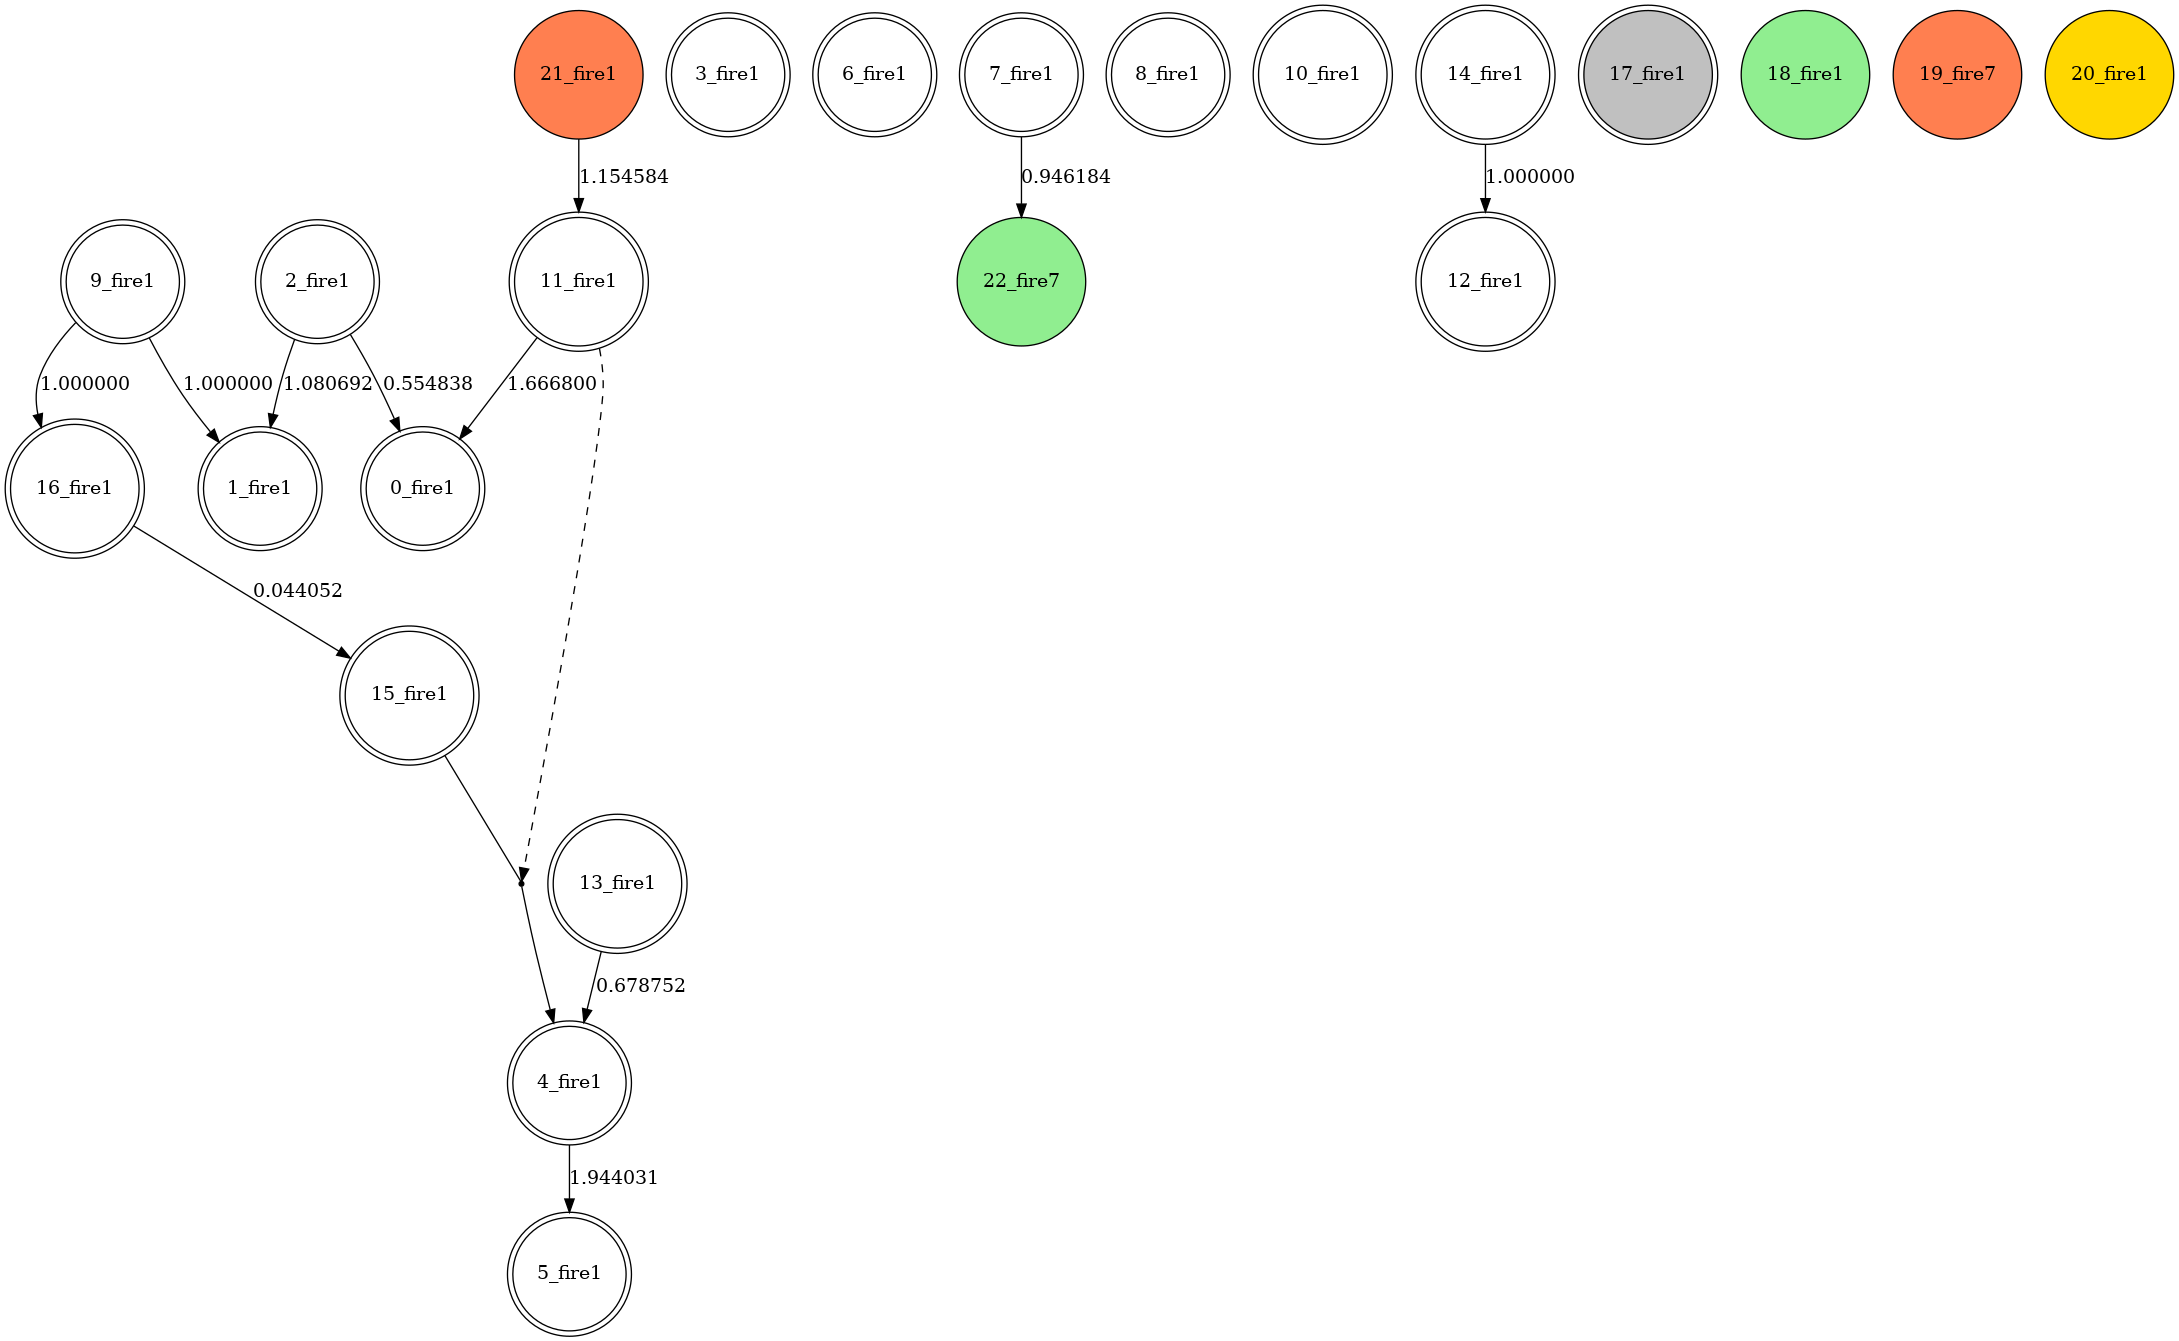 21_fire1
3_fire1
6_fire1
7_fire1
8_fire1
10_fire1
14_fire1
17_fire1
18_fire1
19_fire7
20_fire1
1.154584
0.946184
1.000000
9_fire1
2_fire1
11_fire1
22_fire7
12_fire1
1.000000
1.000000
1.080692
0.554838
1.666800
16_fire1
1_fire1
0_fire1
0.044052
15_fire1
13_fire1
0.678752
4_fire1
1.944031
5_fire1